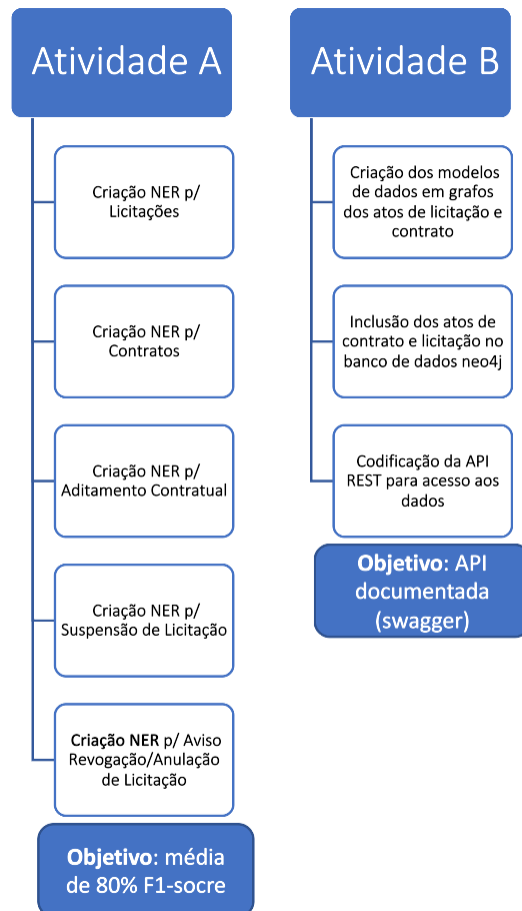 Atividade A
Criação NER p/
Licitações
Criação NER p/
Contratos
Criação NER p/
Aditamento Contratual
Criação NER p/
Suspensão de Licitação
Criação NER p/ Aviso
Revogação/Anulação
de Licitação
Objetivo: média
de 80% F1-socre
Atividade B
Criação dos modelos
de dados em grafos
dos atos de licitação e
contrato
Inclusão dos atos de
contrato e licitação no
banco de dados neo4j
Codificação da API
REST para acesso aos
dados
Objetivo: API
documentada
(swagger)